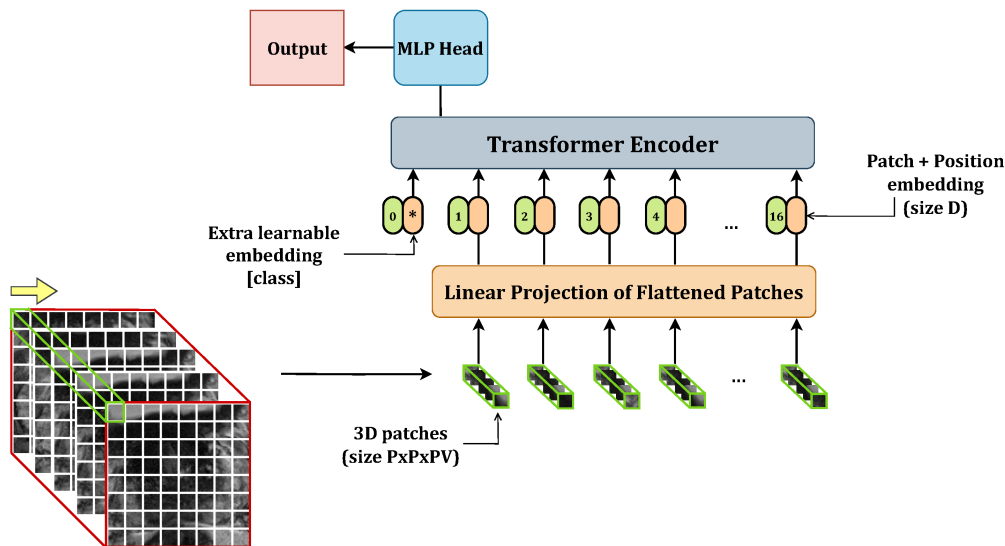 Output
MLP Head
Transformer Encoder
Patch + Position
embedding
(size D)
0 * 1 2 3 4 ... 16
Extra learnable
embedding
[class]
Linear Projection of Flattened Patches
...
3D patches
(size PxPxPV)